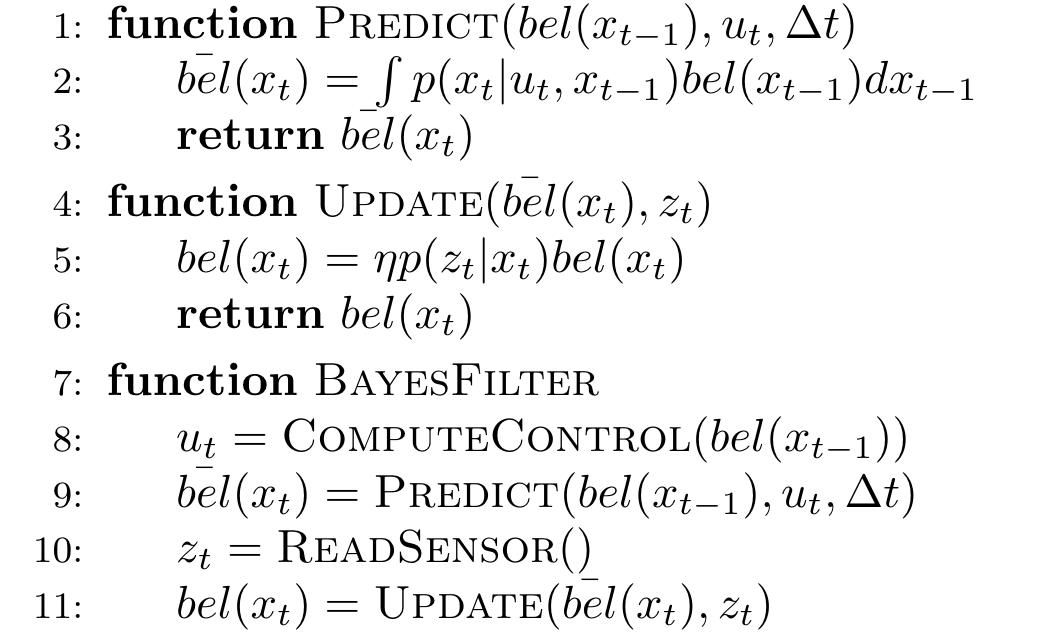 1: function PREDICT(bel(x_{t−1}), u_t, Δt)
2: b̄el(x_t) = ∫ p(x_t|u_t, x_{t−1})bel(x_{t−1})dx_{t−1}
3: return b̄el(x_t)
4: function UPDATE(b̄el(x_t), z_t)
5: bel(x_t) = ηp(z_t|x_t)bel(x_t)
6: return bel(x_t)
7: function BAYESFILTER
8: u_t = COMPUTECONTROL(bel(x_{t−1}))
9: b̄el(x_t) = PREDICT(bel(x_{t−1}), u_t, Δt)
10: z_t = READSENSOR()
11: bel(x_t) = UPDATE(b̄el(x_t), z_t)